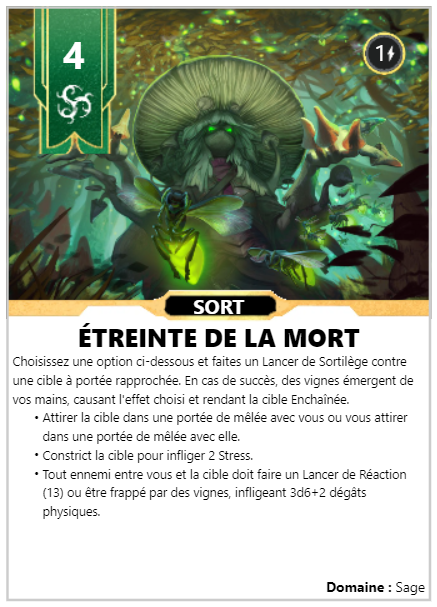 4
1
SORT
ÉTREINTE DE LA MORT
Choisissez une option ci-dessous et faites un Lancer de Sortilège contre
une cible à portée rapprochée. En cas de succès, des vignes émergent de
vos mains, causant l'effet choisi et rendant la cible Enchaînée.
• Attirer la cible dans une portée de mêlée avec vous ou vous attirer
dans une portée de mêlée avec elle.
• Constrict la cible pour infliger 2 Stress.
• Tout ennemi entre vous et la cible doit faire un Lancer de Réaction
(13) ou être frappé par des vignes, infligeant 3d6+2 dégâts
physiques.
Domaine : Sage